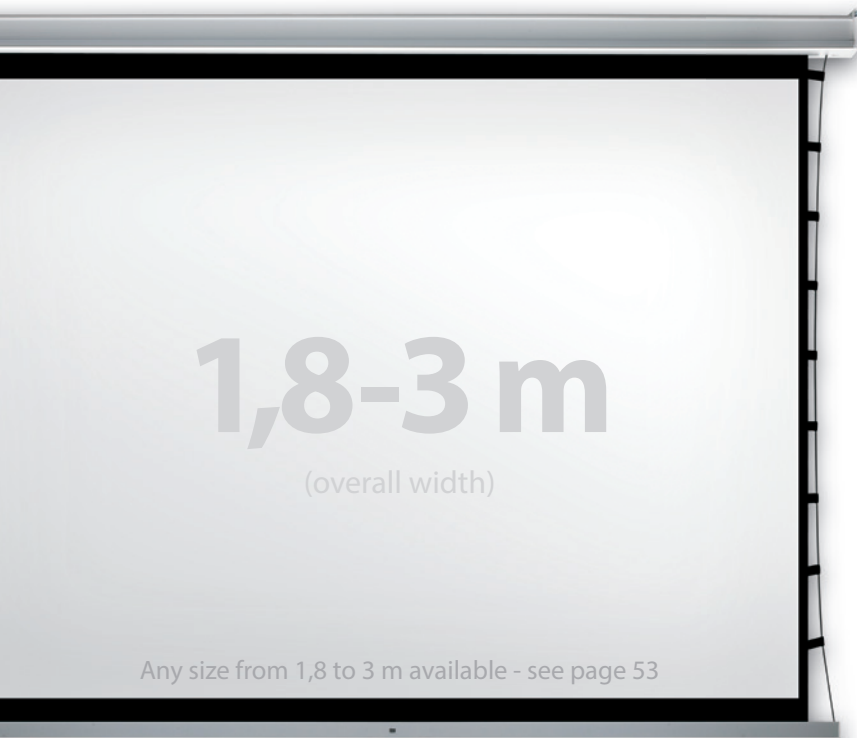 1,8-3 m
(overall width)
Any size from 1,8 to 3 m available - see page 53